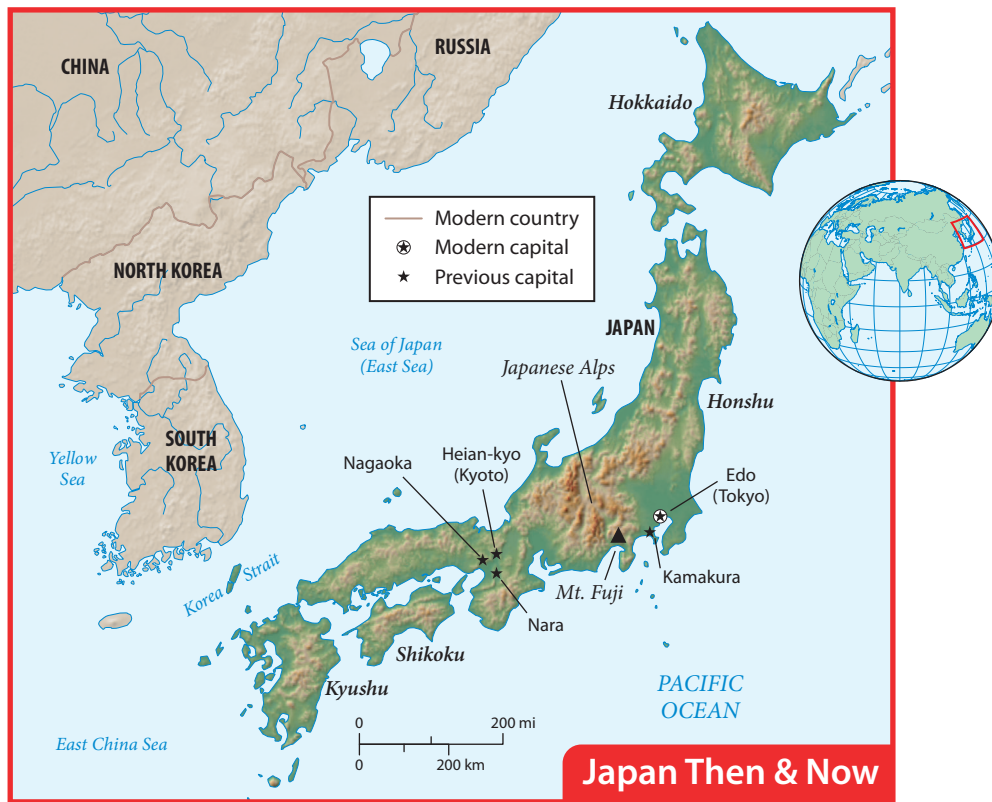 RUSSIA
CHINA
Hokkaido
Modern country
Modern capital
Previous capital
NORTH KOREA
JAPAN
Sea of Japan
(East Sea)
Japanese Alps
Honshu
SOUTH
KOREA
Yellow
Sea
Heian-kyo
(Kyoto)
Nagaoka
Edo
(Tokyo)
Korea Strait
Kamakura
Mt. Fuji
Nara
Shikoku
Kyushu
PACIFIC
OCEAN
0 200 mi
0 200 km
East China Sea
Japan Then & Now